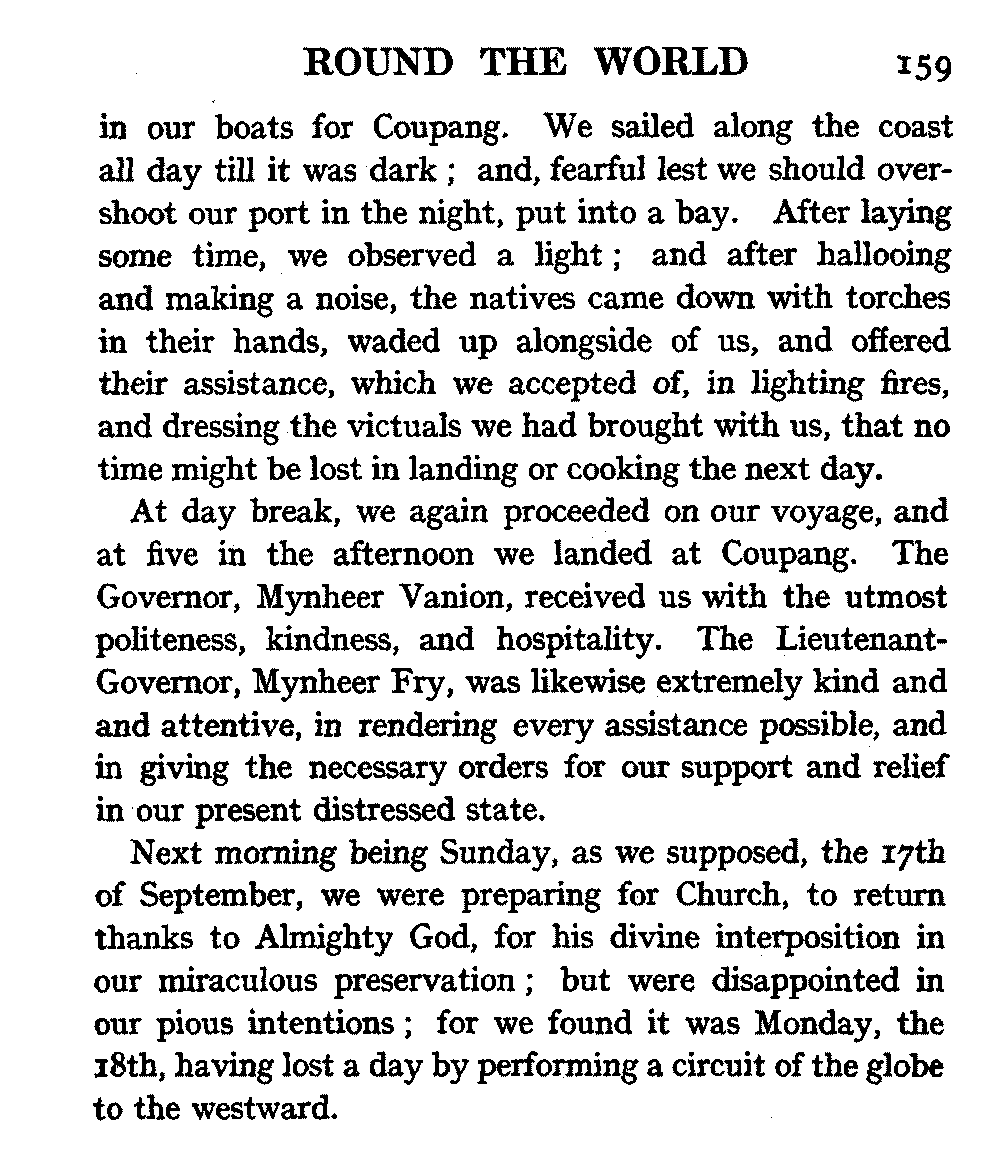 ROUND THE WORLD 159
in our boats for Coupang. We sailed along the coast
all day till it was dark ; and, fearful lest we should over-
shoot our port in the night, put into a bay. After laying
some time, we observed a light ; and after hallooing
and making a noise, the natives came down with torches
in their hands, waded up alongside of us, and offered
their assistance, which we accepted of, in lighting fires,
and dressing the victuals we had brought with us, that no
time might be lost in landing or cooking the next day.
At day break, we again proceeded on our voyage, and
at five in the afternoon we landed at Coupang. The
Governor, Mynheer Vanion, received us with the utmost
politeness, kindness, and hospitality. The Lieutenant-
Governor, Mynheer Fry, was likewise extremely kind and
and attentive, in rendering every assistance possible, and
in giving the necessary orders for our support and relief
in our present distressed state.
Next morning being Sunday, as we supposed, the 17th
of September, we were preparing for Church, to return
thanks to Almighty God, for his divine interposition in
our miraculous preservation ; but were disappointed in
our pious intentions ; for we found it was Monday, the
18th, having lost a day by performing a circuit of the globe
to the westward.